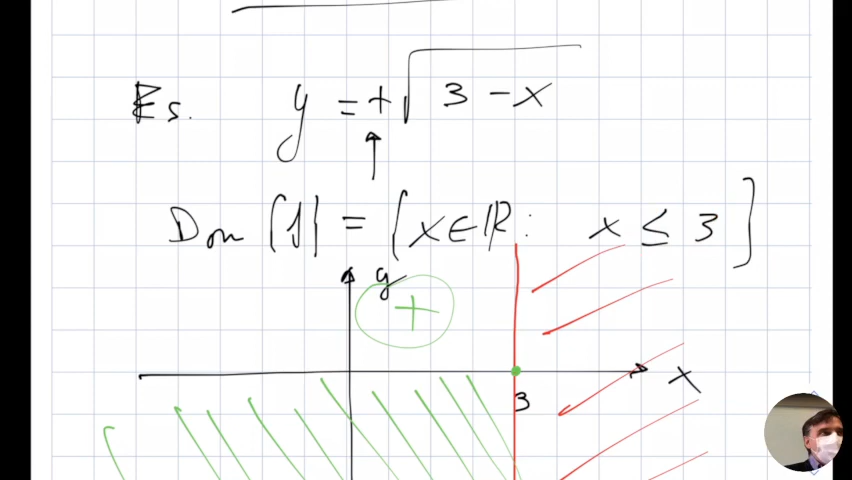 Es. y = + √ 3 - x
Dom (f) = { x ∈ ℝ : x ≤ 3 }
y
+
x
3